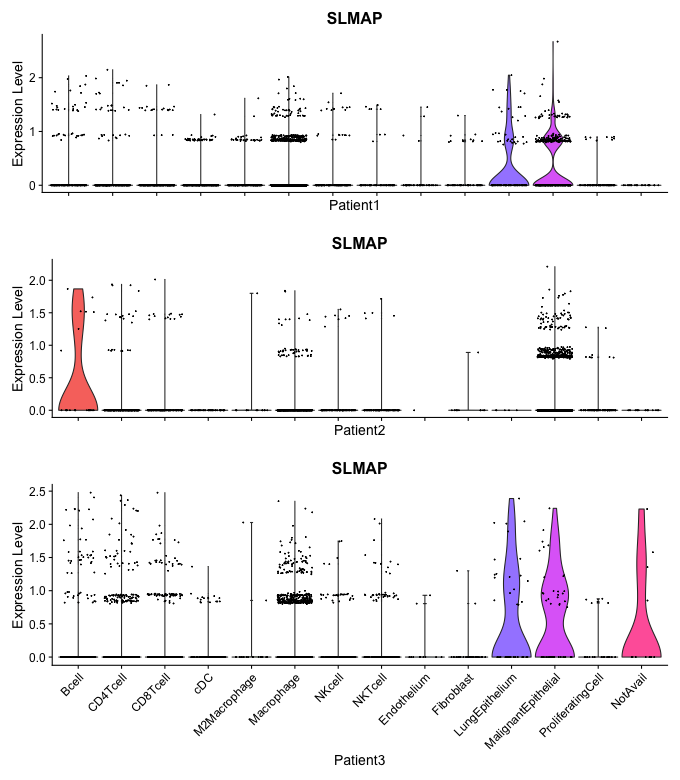 SLMAP
Expression Level
2
1
0
Patient1
SLMAP
Expression Level
2.0
1.5
1.0
0.5
0.0
Patient2
SLMAP
Expression Level
2.5
2.0
1.5
1.0
0.5
0.0
Bcell
CD4Tcell
CD8Tcell
cDC
M2Macrophage
Macrophage
NKcell
NKTcell
Endothelium
Fibroblast
LungEpithelium
MalignantEpithelial
ProliferatingCell
NotAvail
Patient3